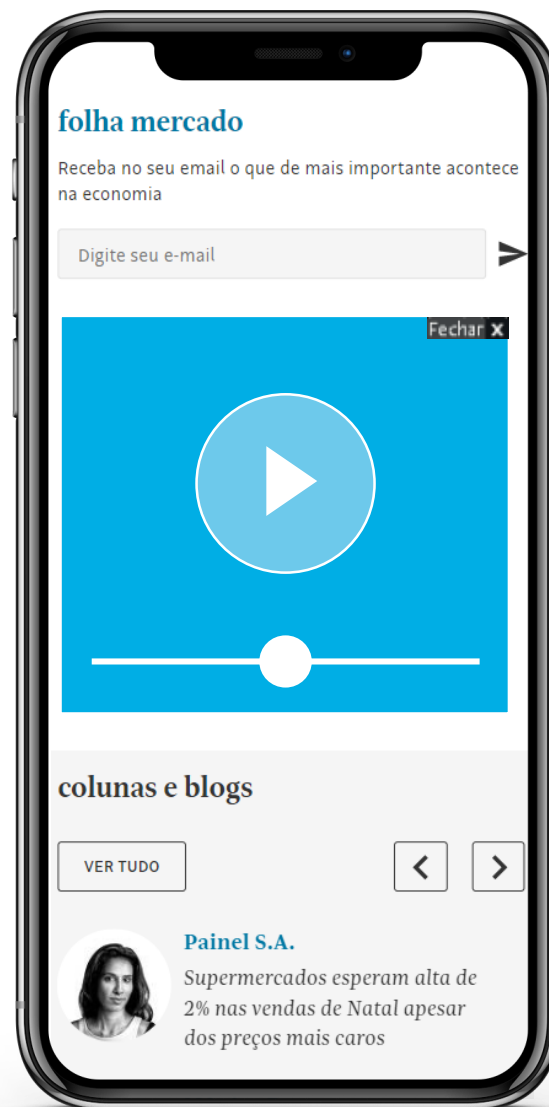 folha mercado
Receba no seu email o que de mais importante acontece
na economia
Digite seu e-mail
Fechar x
colunas e blogs
VER TUDO
Painel S.A.
Supermercados esperam alta de
2% nas vendas de Natal apesar
dos preços mais caros